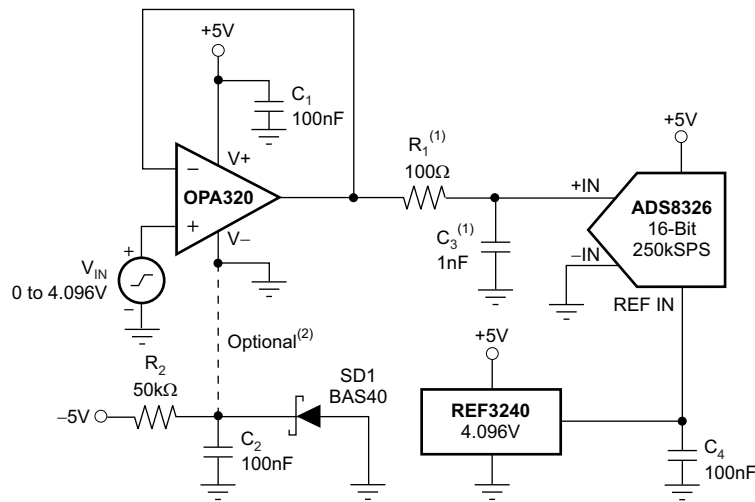 +5V
C1
100nF
V+
−
OPA320
+
V−
+
VIN
0 to 4.096V
−
R1(1)
100Ω
C3(1)
1nF
+5V
+IN
ADS8326
16-Bit
−IN
250kSPS
REF IN
Optional(2)
R2
50kΩ
−5V
C2
100nF
SD1
BAS40
+5V
REF3240
4.096V
C4
100nF